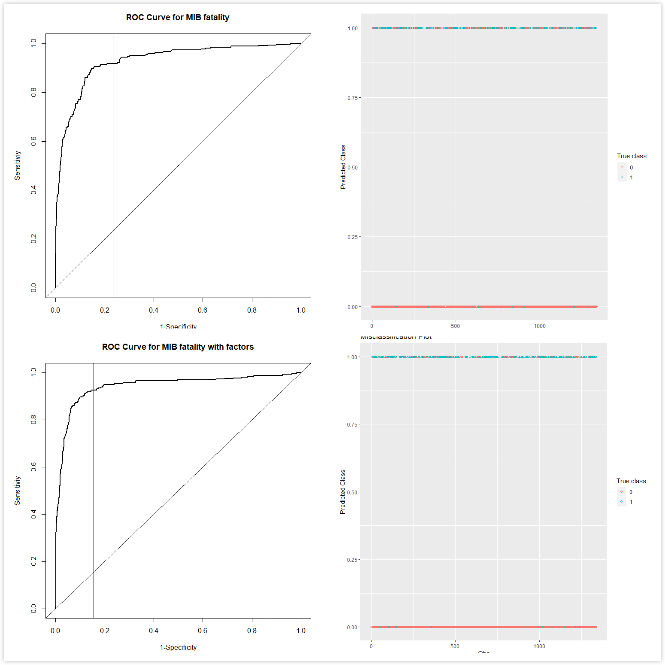 ROC Curve for MIB fatality
Sensitivity
0.0 0.2 0.4 0.6 0.8 1.0
0.0 0.2 0.4 0.6 0.8 1.0
1-Specificity
Predicted Class
1.00
0.75
0.50
0.25
0.00
0 500 1000
True class
0
1
ROC Curve for MIB fatality with factors
Sensitivity
0.0 0.2 0.4 0.6 0.8 1.0
0.0 0.2 0.4 0.6 0.8 1.0
1-Specificity
Misclassification Plot
Predicted Class
1.00
0.75
0.50
0.25
0.00
0 500 1000
True class
0
1